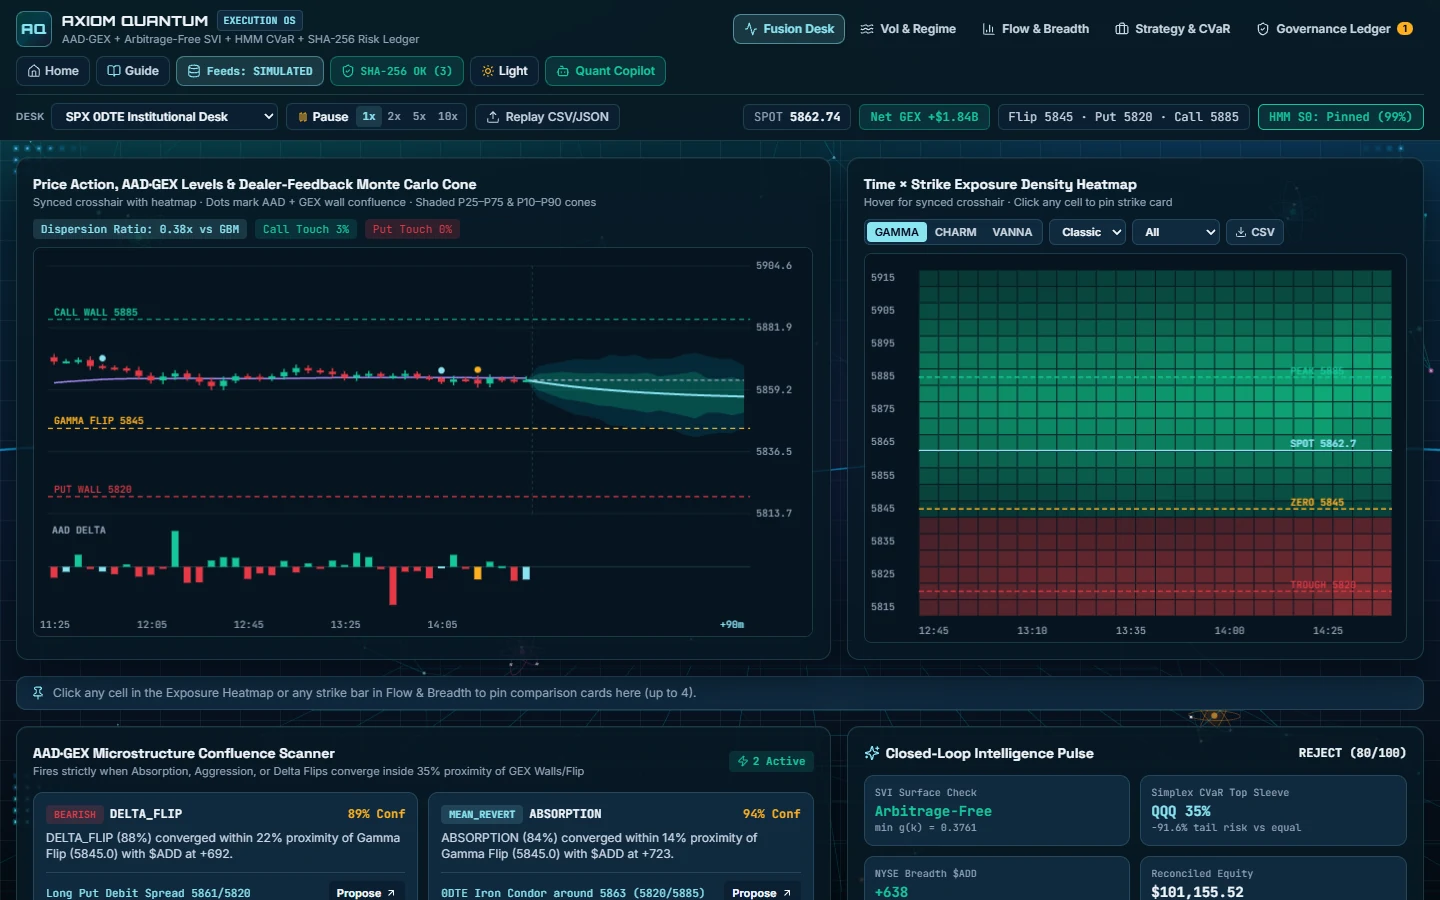 AQ
AXIOM QUANTUM EXECUTION OS
AAD-GEX + Arbitrage-Free SVI + HMM CVaR + SHA-256 Risk Ledger
Fusion Desk Vol & Regime Flow & Breadth Strategy & CVaR Governance Ledger 1
Home Guide Feeds: SIMULATED SHA-256 OK (3) Light Quant Copilot
DESK SPX 0DTE Institutional Desk Pause 1x 2x 5x 10x Replay CSV/JSON SPOT 5862.74 Net GEX +$1.84B Flip 5845 · Put 5820 · Call 5885 HMM S0: Pinned (99%)
Price Action, AAD-GEX Levels & Dealer-Feedback Monte Carlo Cone
Synced crosshair with heatmap · Dots mark AAD + GEX wall confluence · Shaded P25–P75 & P10–P90 cones
Dispersion Ratio: 0.38x vs GBM Call Touch 3% Put Touch 0%
5904.6
CALL WALL 5885
5881.9
5859.2
GAMMA FLIP 5845
5836.5
PUT WALL 5820
5813.7
AAD DELTA
11:25 12:05 12:45 13:25 14:05 +90m
Time × Strike Exposure Density Heatmap
Hover for synced crosshair · Click any cell to pin strike card
GAMMA CHARM VANNA Classic All CSV
5915
5905
5895
5885 PEAK 5885
5875
5865
SPOT 5862.7
5855
5845 ZERO 5845
5835
5825
TROUGH 5820
5815
12:45 13:10 13:35 14:00 14:25
Click any cell in the Exposure Heatmap or any strike bar in Flow & Breadth to pin comparison cards here (up to 4).
AAD-GEX Microstructure Confluence Scanner
Fires strictly when Absorption, Aggression, or Delta Flips converge inside 35% proximity of GEX Walls/Flip
2 Active
BEARISH DELTA_FLIP 89% Conf
DELTA_FLIP (88%) converged within 22% proximity of Gamma
Flip (5845.0) with $ADD at +692.
Long Put Debit Spread 5861/5820 Propose
MEAN_REVERT ABSORPTION 94% Conf
ABSORPTION (84%) converged within 14% proximity of
Gamma Flip (5845.0) with $ADD at +723.
0DTE Iron Condor around 5863 (5820/5885) Propose
Closed-Loop Intelligence Pulse REJECT (80/100)
SVI Surface Check
Arbitrage-Free
min g(k) = 0.3761
Simplex CVaR Top Sleeve
QQQ 35%
-91.6% tail risk vs equal
NYSE Breadth $ADD
+638
Reconciled Equity
$101,155.52